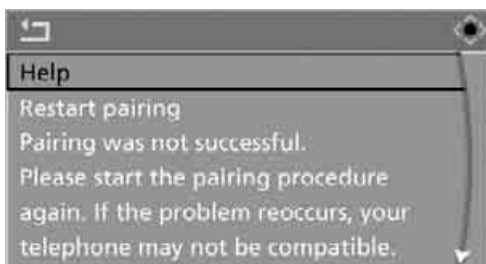 Help
Restart pairing
Pairing was not successful.
Please start the pairing procedure
again. If the problem reoccurs, your
telephone may not be compatible.